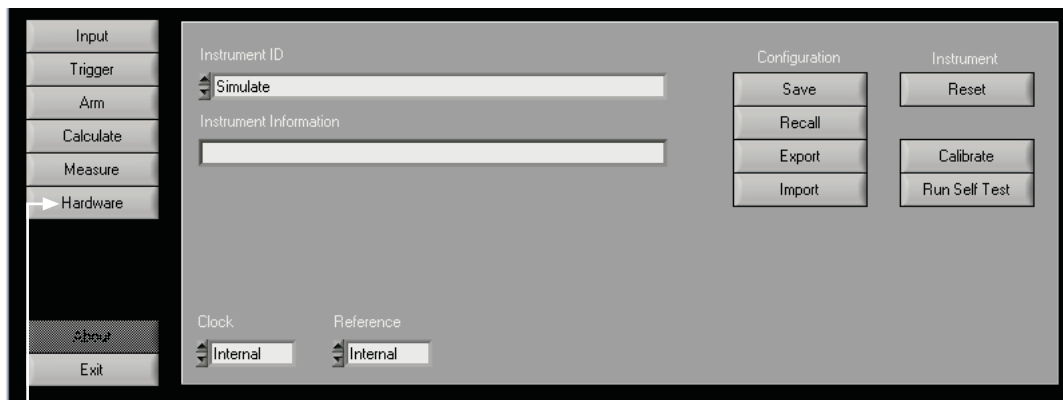 Input
Trigger
Arm
Calculate
Measure
Hardware
About
Exit
Instrument ID
Simulate
Instrument Information
Clock
Internal
Reference
Internal
Configuration
Save
Recall
Export
Import
Instrument
Reset
Calibrate
Run Self Test